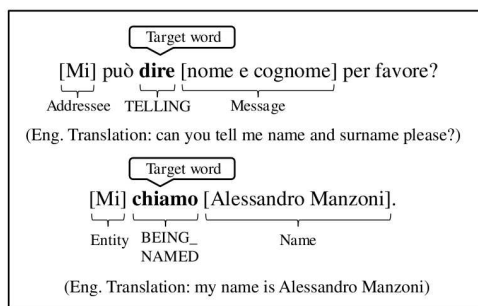 Target word
[Mi] può dire [nome e cognome] per favore?
Addressee TELLING Message
(Eng. Translation: can you tell me name and surname please?)
Target word
[Mi] chiamo [Alessandro Manzoni].
Entity BEING_ Name
NAMED
(Eng. Translation: my name is Alessandro Manzoni)